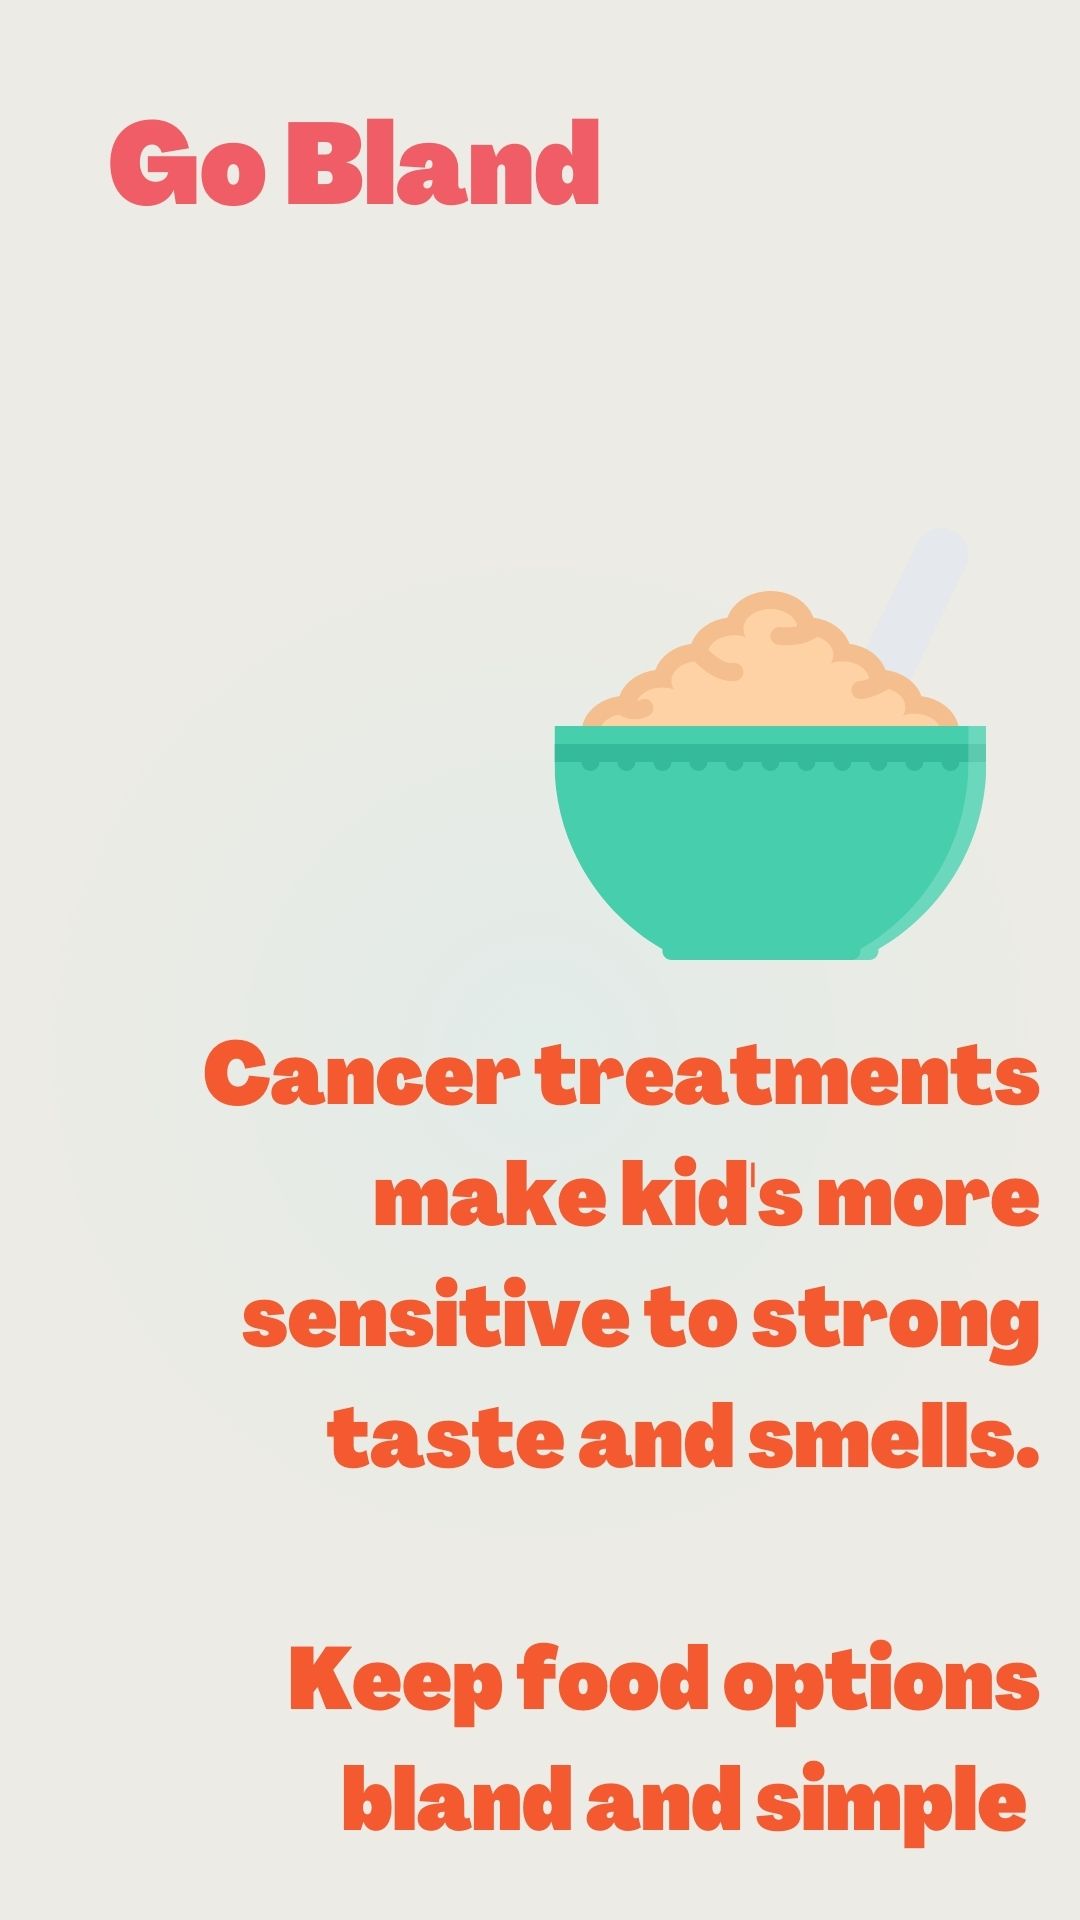 Go Bland
Cancer treatments
make kid's more
sensitive to strong
taste and smells.
Keep food options
bland and simple